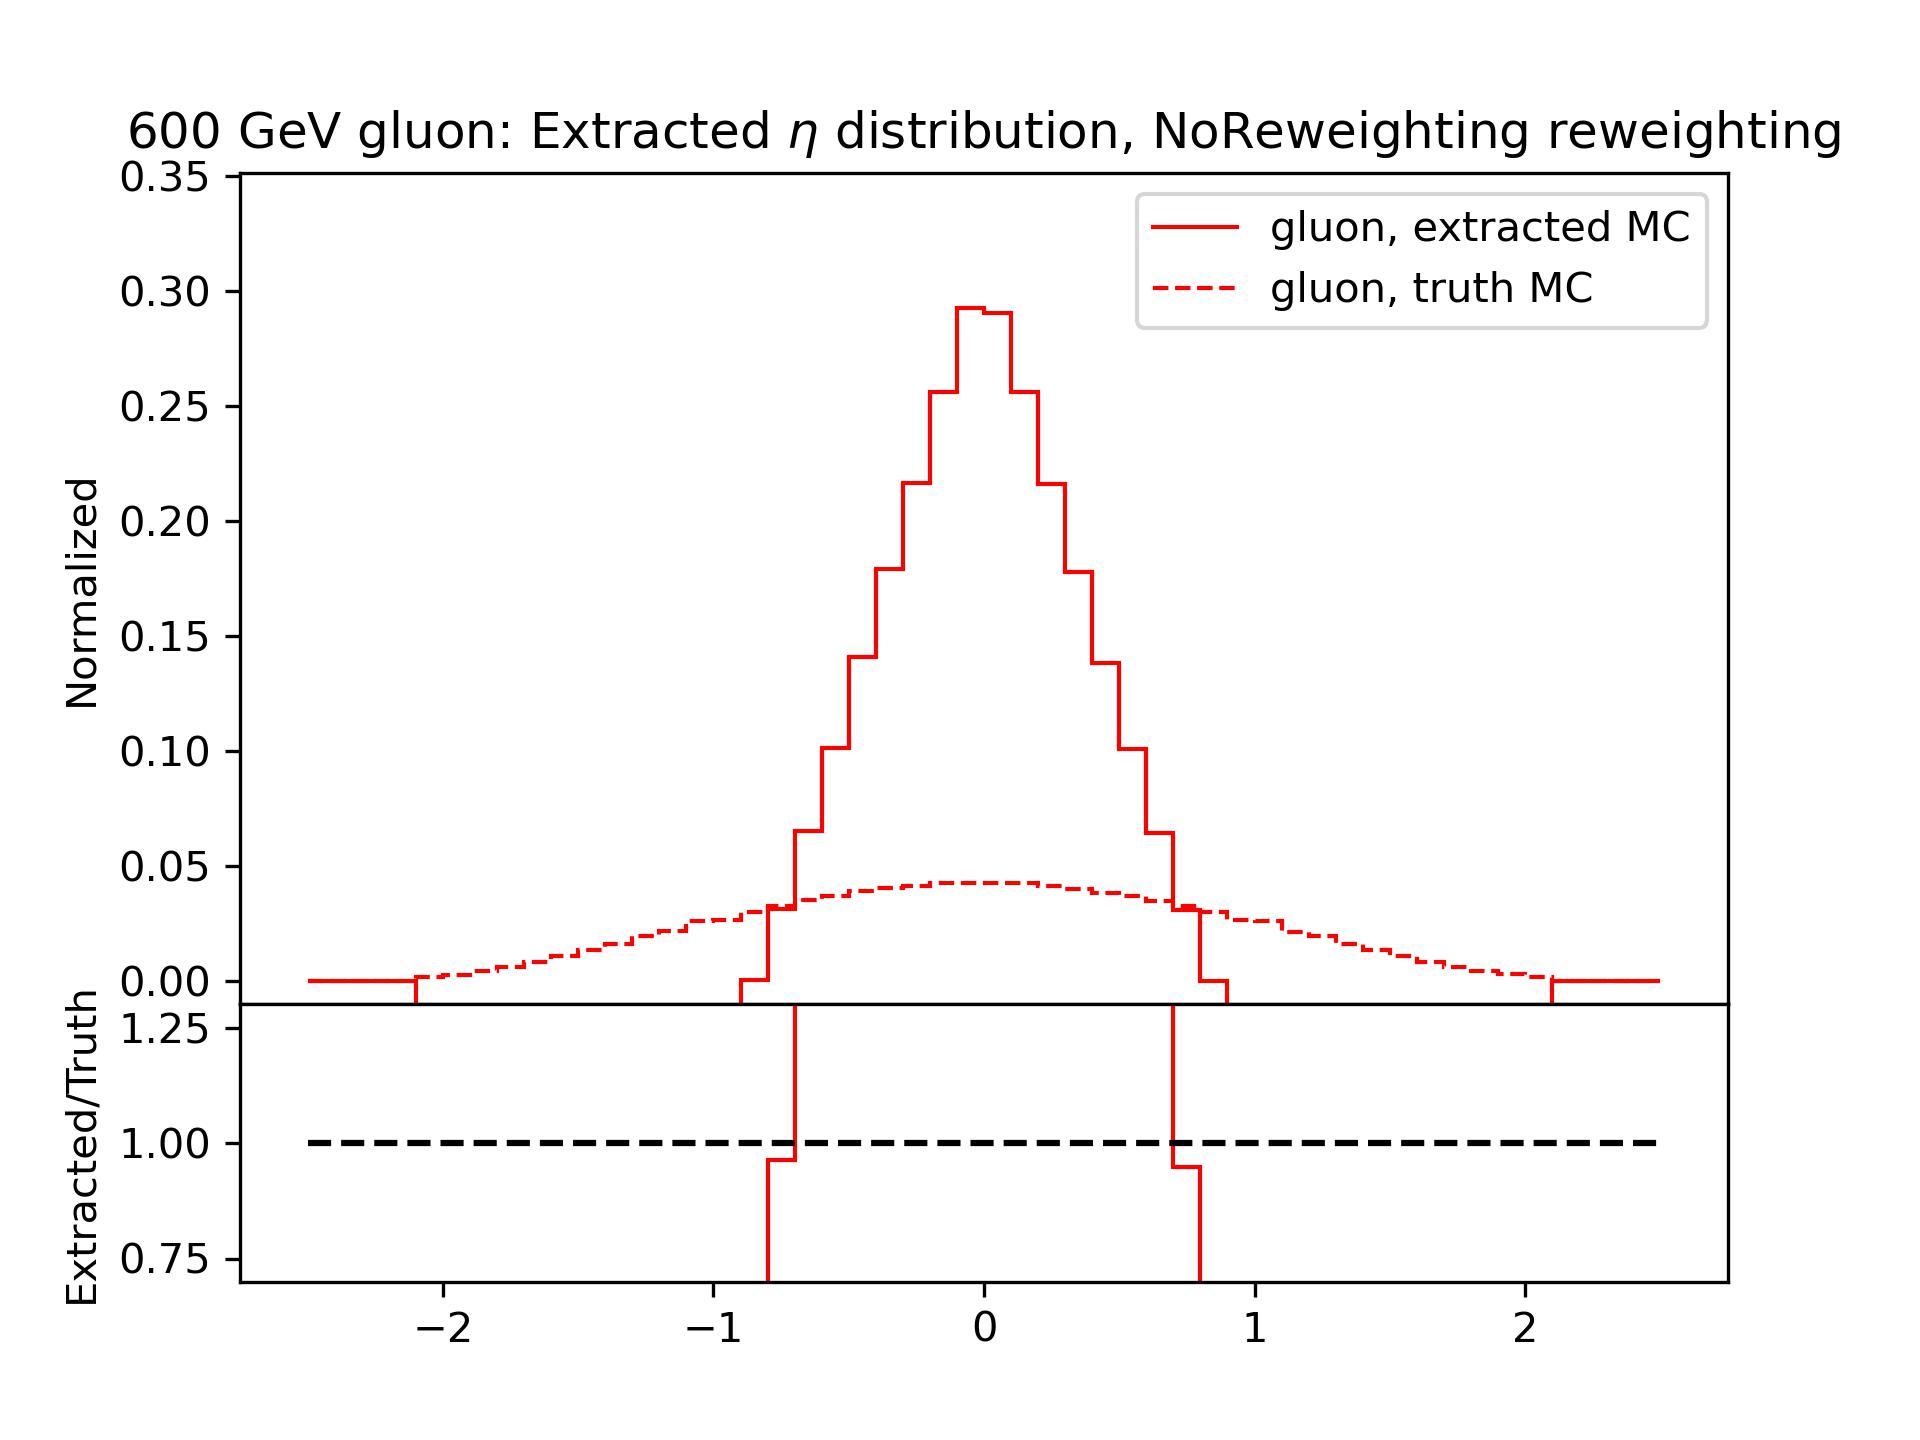 600 GeV gluon: Extracted η distribution, NoReweighting reweighting
0.35
0.30
0.25
0.20
0.15
0.10
0.05
0.00
Normalized
gluon, extracted MC
gluon, truth MC
1.25
1.00
0.75
Extracted/Truth
−2 −1 0 1 2